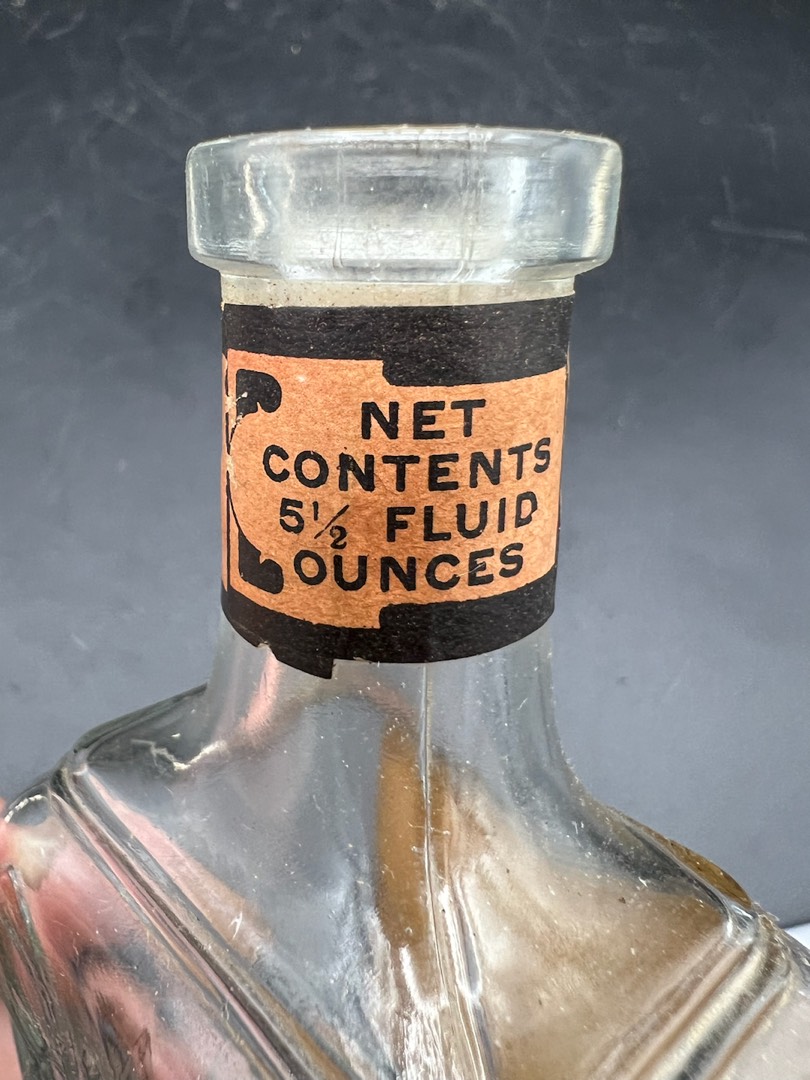 NET
CONTENTS
5½ FLUID
OUNCES